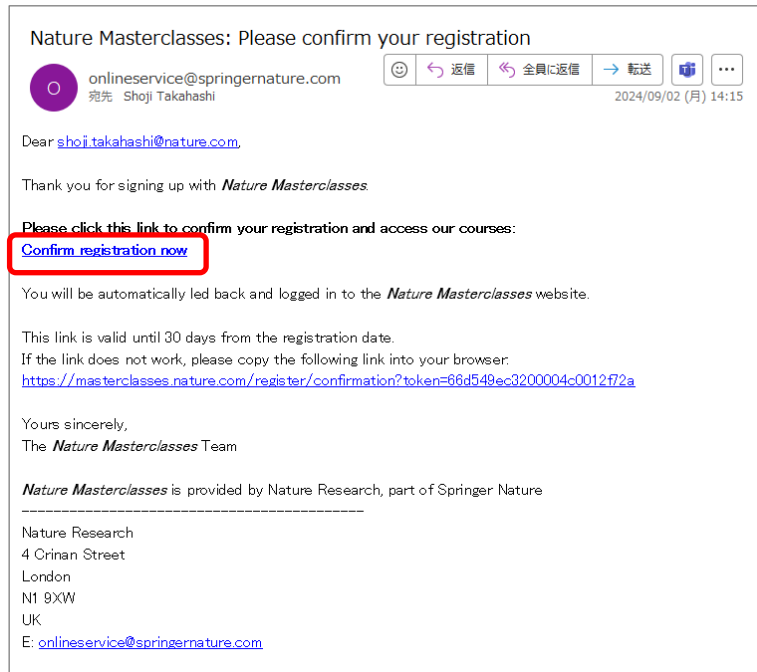 Nature Masterclasses: Please confirm your registration
O
onlineservice@springernature.com
宛先 Shoji Takahashi
返信
全員に返信
転送
2024/09/02 (月) 14:15
Dear shoji.takahashi@nature.com,
Thank you for signing up with Nature Masterclasses.
Please click this link to confirm your registration and access our courses:
Confirm registration now
You will be automatically led back and logged in to the Nature Masterclasses website.
This link is valid until 30 days from the registration date.
If the link does not work, please copy the following link into your browser:
https://masterclasses.nature.com/register/confirmation?token=66d549ec3200004c0012f72a
Yours sincerely,
The Nature Masterclasses Team
Nature Masterclasses is provided by Nature Research, part of Springer Nature
-------------------------------------------
Nature Research
4 Crinan Street
London
N1 9XW
UK
E: onlineservice@springernature.com